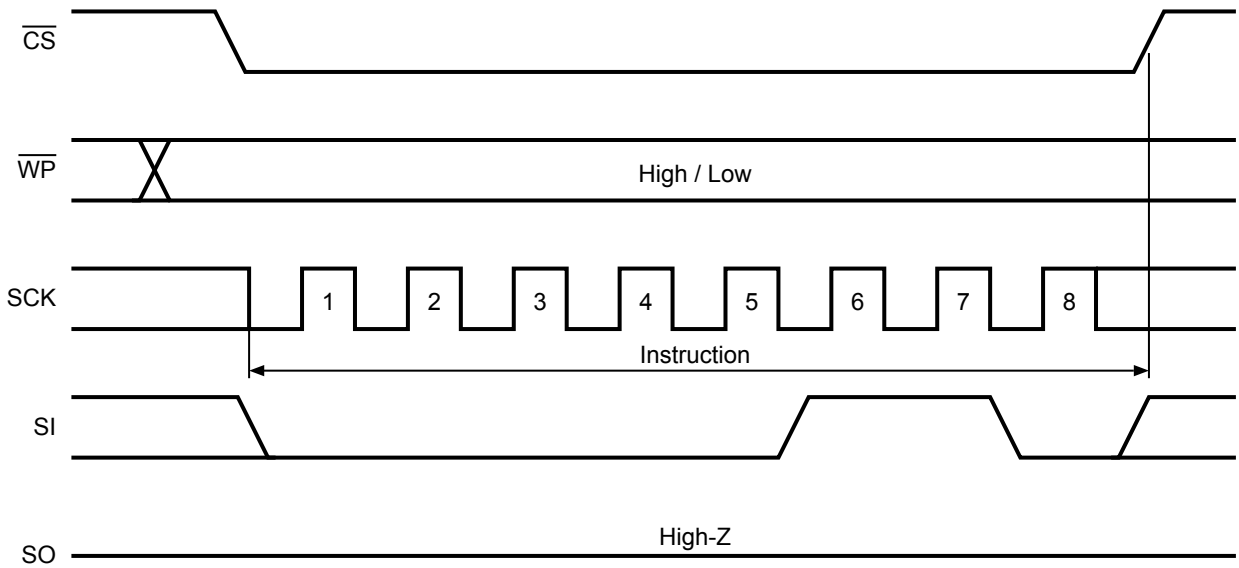 CS
WP
High / Low
SCK
1 2 3 4 5 6 7 8
Instruction
SI
High-Z
SO